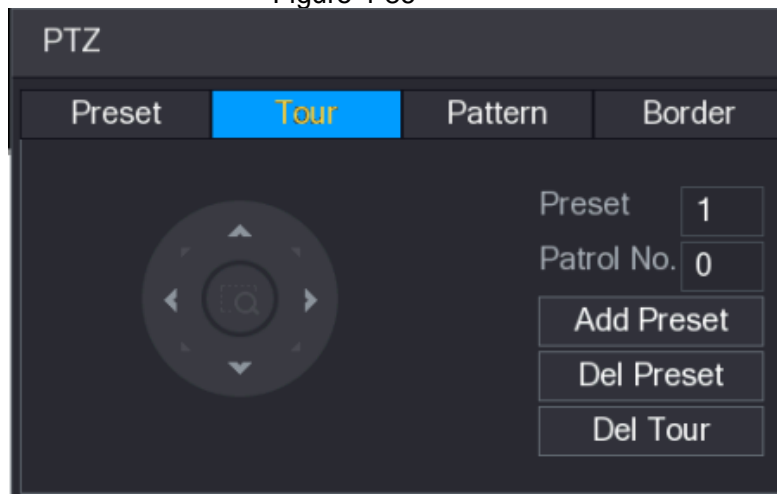 PTZ
Preset Tour Pattern Border
Preset 1
Patrol No. 0
Add Preset
Del Preset
Del Tour